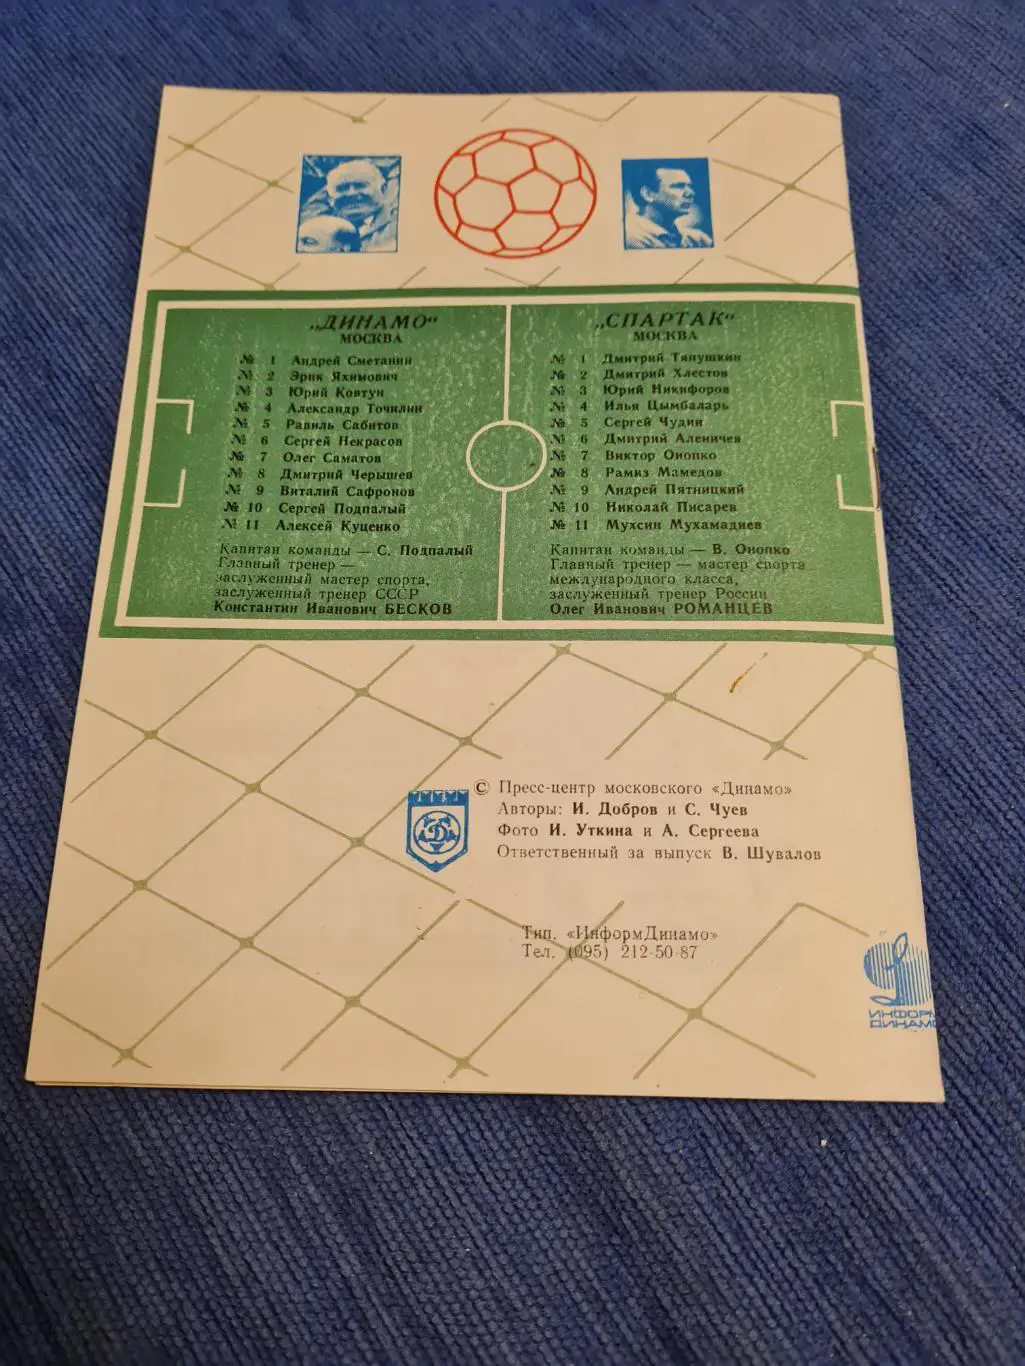 „ДИНАМО“
МОСКВА
№ 1 Андрей Сметанин
№ 2 Эрик Яхимович
№ 3 Юрий Ковтун
№ 4 Александр Точилин
№ 5 Равиль Сабитов
№ 6 Сергей Некрасов
№ 7 Олег Саматов
№ 8 Дмитрий Черышев
№ 9 Виталий Сафронов
№ 10 Сергей Подпалый
№ 11 Алексей Куценко
Капитан команды — С. Подпалый
Главный тренер —
заслуженный мастер спорта,
заслуженный тренер СССР
Константин Иванович БЕСКОВ
„СПАРТАК“
МОСКВА
№ 1 Дмитрий Тяпушкин
№ 2 Дмитрий Хлестов
№ 3 Юрий Никифоров
№ 4 Илья Цымбаларь
№ 5 Сергей Чудин
№ 6 Дмитрий Аленичев
№ 7 Виктор Онопко
№ 8 Рамиз Мамедов
№ 9 Андрей Пятницкий
№ 10 Николай Писарев
№ 11 Мухсин Мухамадиев
Капитан команды — В. Онопко
Главный тренер — мастер спорта
международного класса,
заслуженный тренер России
Олег Иванович РОМАНЦЕВ
© Пресс-центр московского «Динамо»
Авторы: И. Добров и С. Чуев
Фото И. Уткина и А. Сергеева
Ответственный за выпуск В. Шувалов
Д
Тип. «ИнформДинамо»
Тел. (095) 212-50-87
ИНФОРМ
ДИНАМО